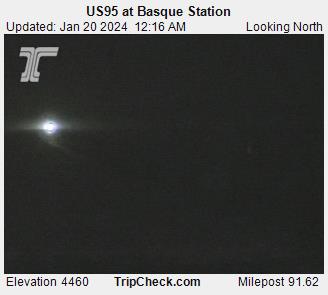 US95 at Basque Station
Updated: Jan 20 2024 12:16 AM Looking North
Elevation 4460 TripCheck.com Milepost 91.62